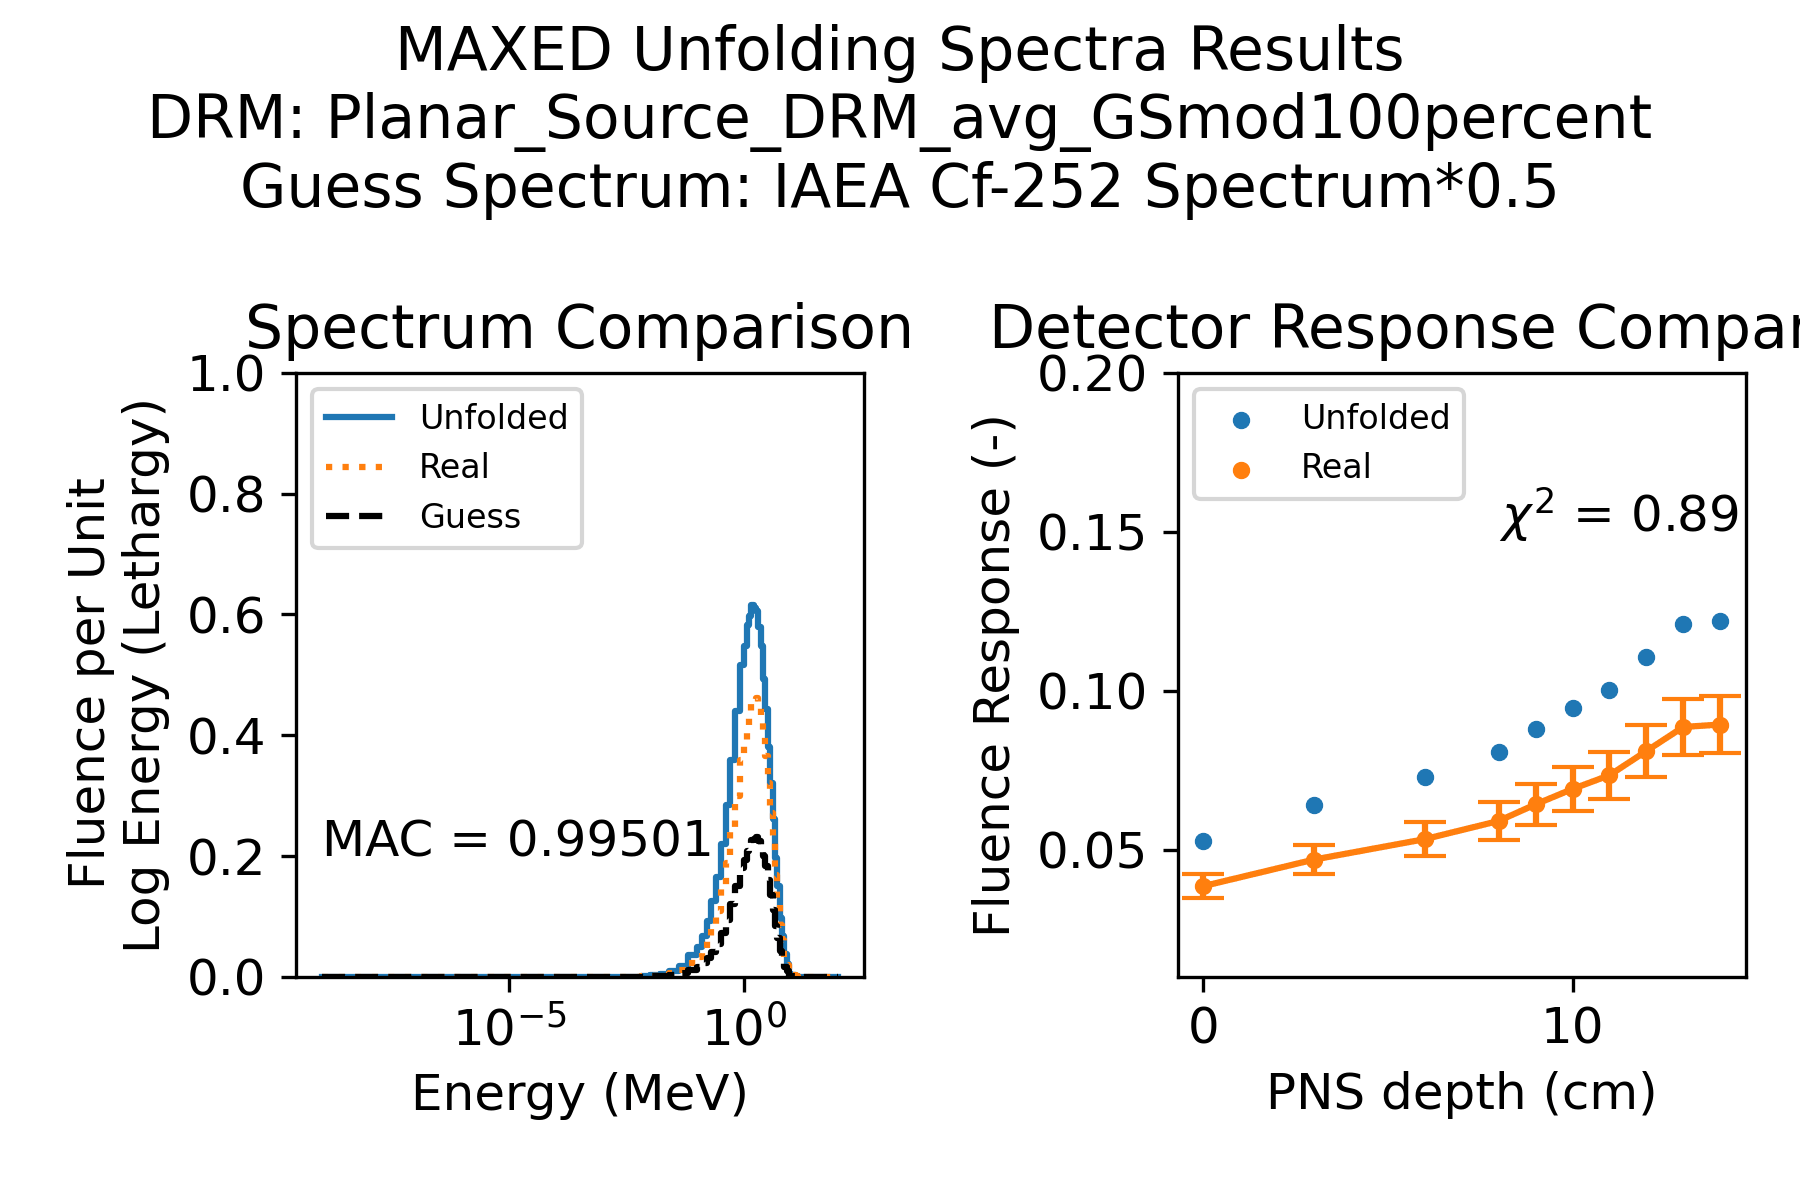 MAXED Unfolding Spectra Results
DRM: Planar_Source_DRM_avg_GSmod100percent
Guess Spectrum: IAEA Cf-252 Spectrum*0.5
Spectrum Comparison
1.0
0.8
0.6
0.4
0.2
0.0
Fluence per Unit
Log Energy (Lethargy)
Unfolded
Real
Guess
MAC = 0.99501
10⁻⁵
10⁰
Energy (MeV)
Detector Response Compar
0.20
0.15
0.10
0.05
Fluence Response (-)
Unfolded
Real
χ² = 0.89
0
10
PNS depth (cm)